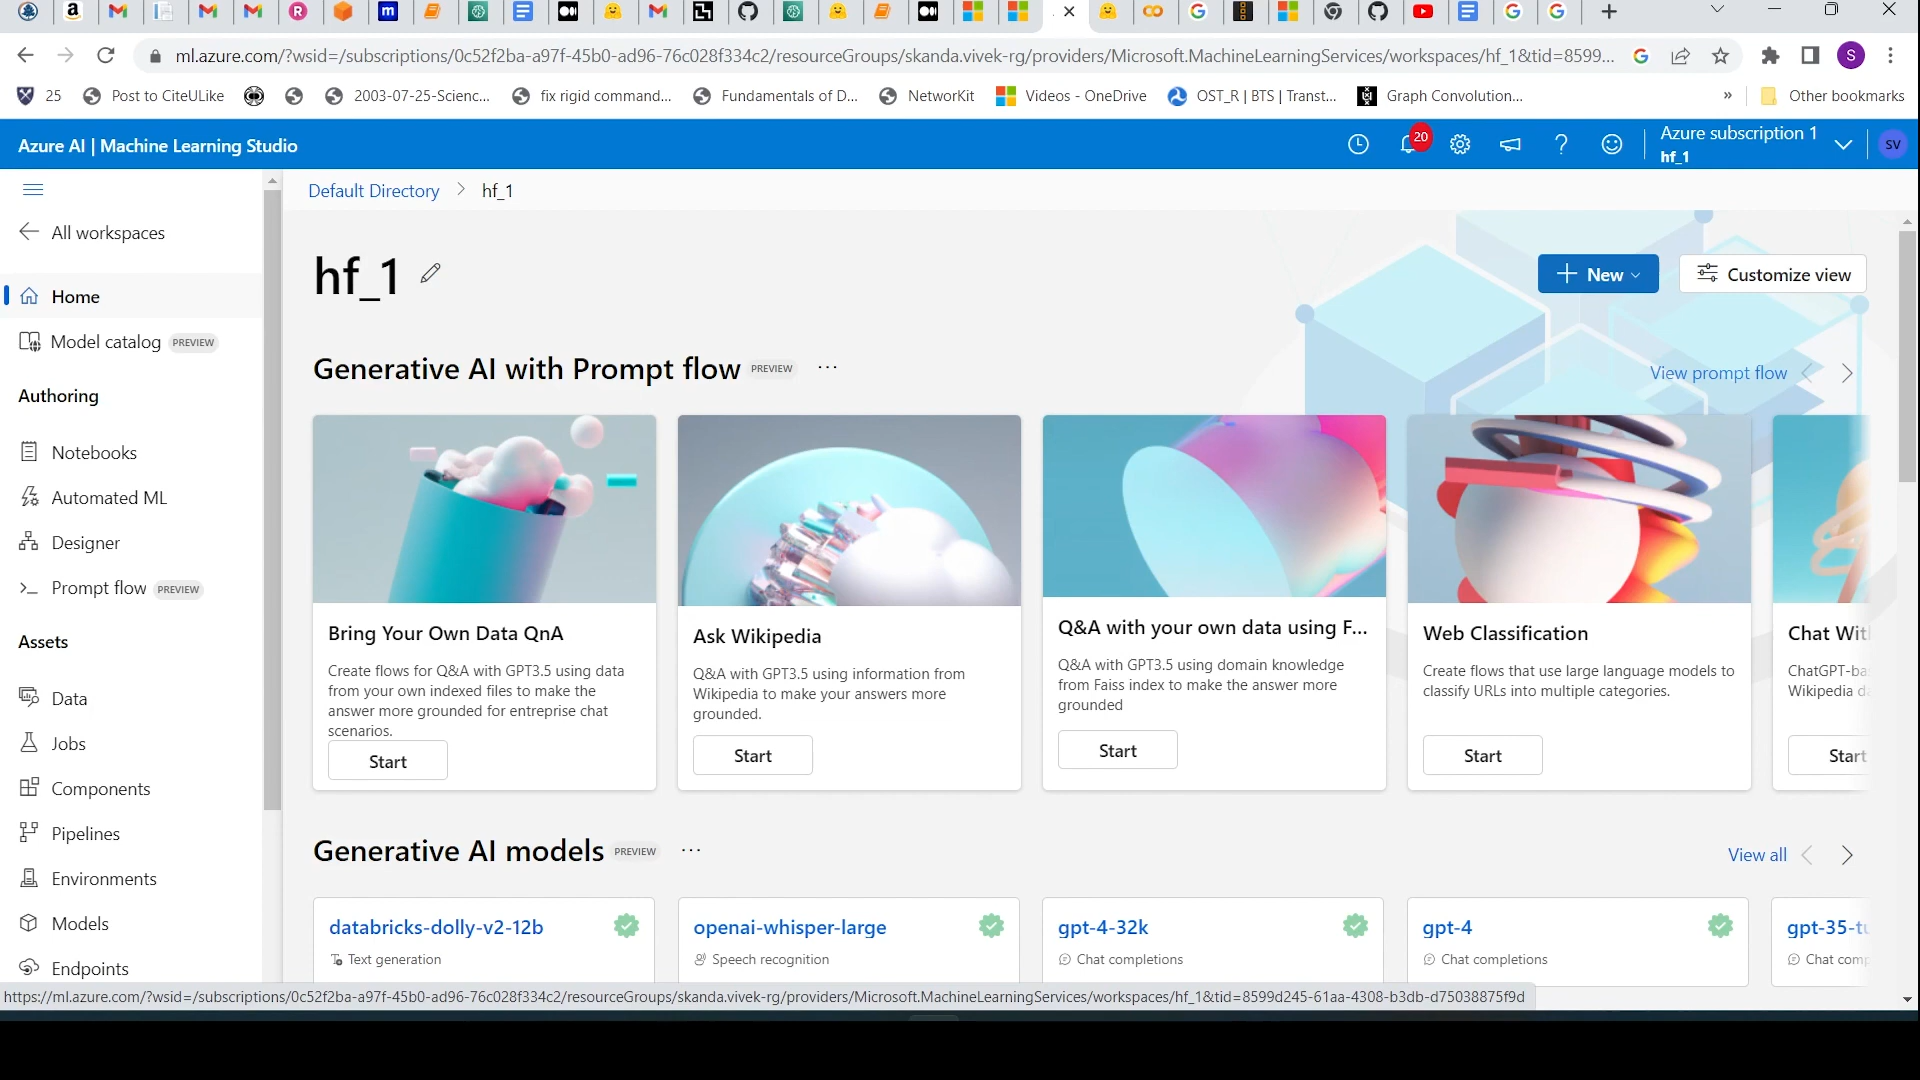 ml.azure.com/?wsid=/subscriptions/0c52f2ba-a97f-45b0-ad96-76c028f334c2/resourceGroups/skanda.vivek-rg/providers/Microsoft.MachineLearningServices/workspaces/hf_1&tid=8599...
S
25
Post to CiteULike
2003-07-25-Scienc...
fix rigid command...
Fundamentals of D...
NetworKit
Videos - OneDrive
OST_R | BTS | Transt...
Graph Convolution...
»
Other bookmarks
Azure AI | Machine Learning Studio
20
Azure subscription 1
hf_1
SV
All workspaces
Home
Model catalog PREVIEW
Authoring
Notebooks
Automated ML
Designer
Prompt flow PREVIEW
Assets
Data
Jobs
Components
Pipelines
Environments
Models
Endpoints
Default Directory > hf_1
hf_1
New
Customize view
Generative AI with Prompt flow PREVIEW ...
View prompt flow
Bring Your Own Data QnA
Create flows for Q&A with GPT3.5 using data
from your own indexed files to make the
answer more grounded for entreprise chat
scenarios.
Start
Ask Wikipedia
Q&A with GPT3.5 using information from
Wikipedia to make your answers more
grounded.
Start
Q&A with your own data using F...
Q&A with GPT3.5 using domain knowledge
from Faiss index to make the answer more
grounded
Start
Web Classification
Create flows that use large language models to
classify URLs into multiple categories.
Start
Chat Wit
ChatGPT-ba
Wikipedia da
Start
Generative AI models PREVIEW ...
View all
databricks-dolly-v2-12b
Text generation
openai-whisper-large
Speech recognition
gpt-4-32k
Chat completions
gpt-4
Chat completions
gpt-35-tu
Chat comp
https://ml.azure.com/?wsid=/subscriptions/0c52f2ba-a97f-45b0-ad96-76c028f334c2/resourceGroups/skanda.vivek-rg/providers/Microsoft.MachineLearningServices/workspaces/hf_1&tid=8599d245-61aa-4308-b3db-d75038875f9d